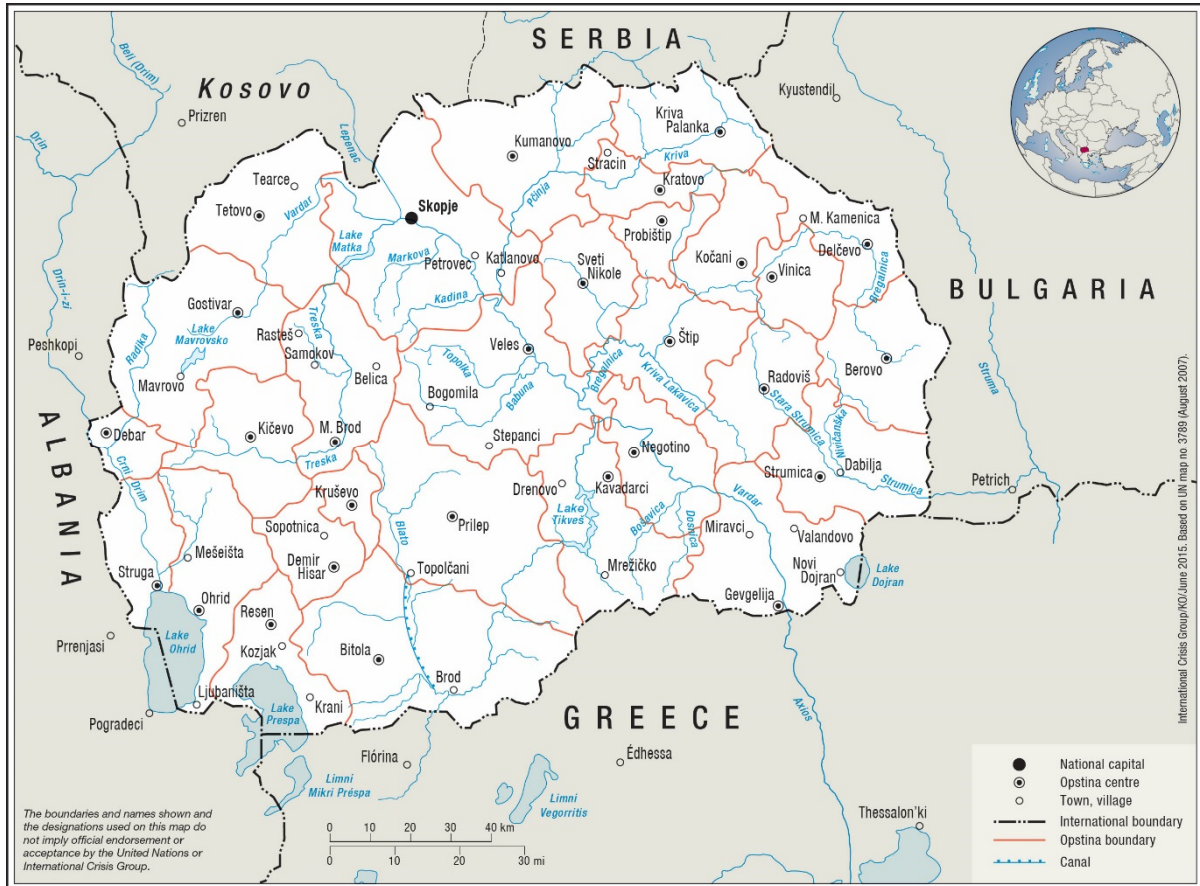 SERBIA
Kosovo
Beli (Drim)
Prizren
Drin
Lepenac
Kyustendil
Kriva
Palanka
Kumanovo
Stracin
Kriva
Tearce
Kratovo
Pčinja
Tetovo
Vardar
Skopje
M. Kamenica
Lake
Matka
Probištip
Delčevo
Markova
Petrovec
Katlanovo
Sveti
Nikole
Kočani
Vinica
Bregalnica
Drin-i-zi
BULGARIA
Kadina
Gostivar
Treska
Lake
Mavrovsko
Rasteš
Samokov
Štip
Veles
Peshkopi
Radika
Topolka
Bregalnica
Berovo
Belica
Mavrovo
Babuna
Kriva Lakavica
Radoviš
Struma
Bogomila
ALBANIA
Stara Strumica
Nivičanška
Debar
Kičevo
M. Brod
Stepanci
Negotino
Treska
Crni
Drim
Drenovo
Kavadarci
Strumica
Dabilja
Strumica
Petrich
Kruševo
Vardar
Lake
Tikveš
Prilep
Bošavica
Došnica
Sopotnica
Blato
Miravci
Valandovo
Mešeišta
Demir
Hisar
Topolčani
Mrežičko
Novi
Dojran
Lake
Dojran
Struga
Ohrid
Gevgelija
Resen
Lake
Ohrid
Prrenjasi
Kozjak
Bitola
Brod
Ljubaništa
Krani
Pogradeci
Lake
Prespa
GREECE
Axios
Flórina
Édhessa
Limni
Mikri Préspa
Limni
Vegorritis
Thessalon'ki
National capital
Opstina centre
Town, village
International boundary
Opstina boundary
Canal
The boundaries and names shown and
the designations used on this map do
not imply official endorsement or
acceptance by the United Nations or
International Crisis Group.
0 10 20 30 40 km
0 10 20 30 mi
International Crisis Group/KO/June 2015. Based on UN map no. 3789 (August 2007).